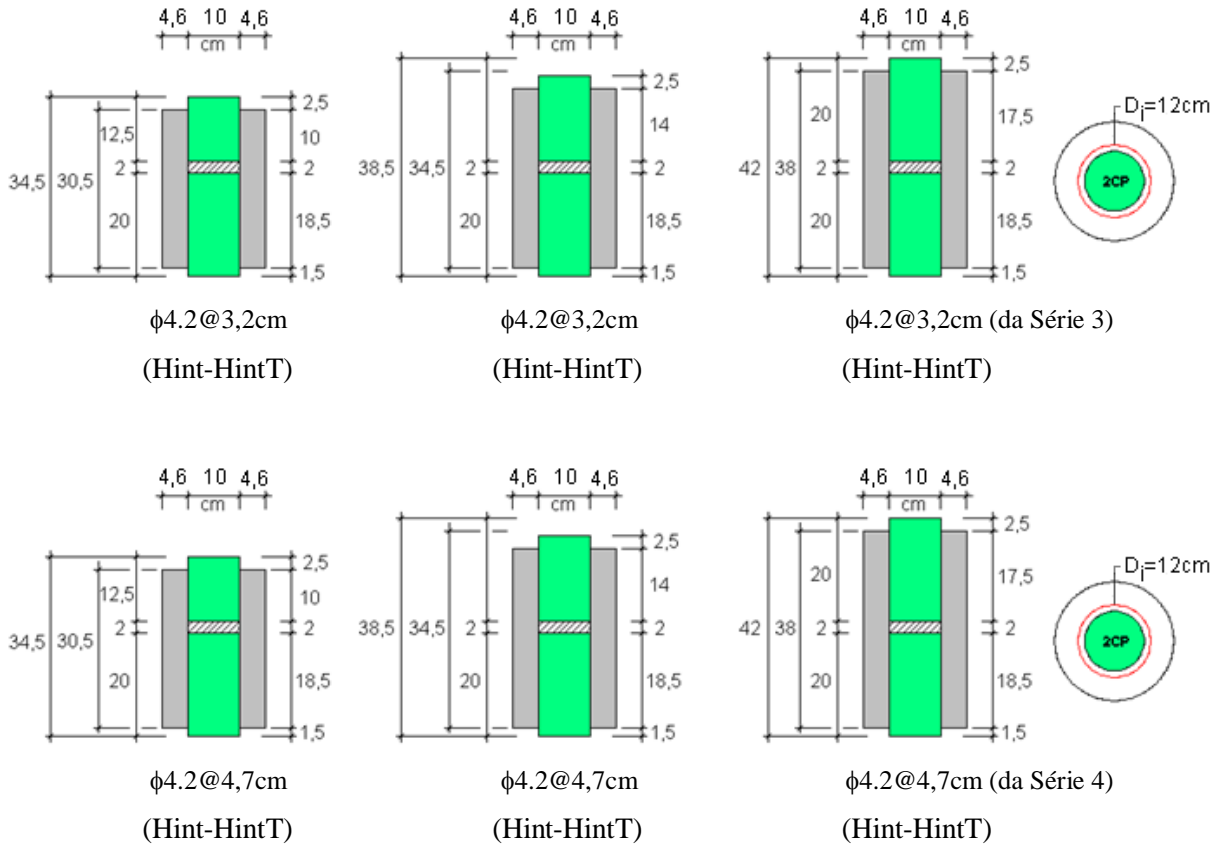 4,6 10 4,6
cm
34,5 30,5 12,5 2 20
2,5 10 2 18,5 1,5
ϕ4.2@3,2cm
(Hint-HintT)
4,6 10 4,6
cm
38,5 34,5 2 20
2,5 14 2 18,5 1,5
ϕ4.2@3,2cm
(Hint-HintT)
4,6 10 4,6
cm
42 38 20 2 20
2,5 17,5 2 18,5 1,5
ϕ4.2@3,2cm (da Série 3)
(Hint-HintT)
Di=12cm
2CP
4,6 10 4,6
cm
34,5 30,5 12,5 2 20
2,5 10 2 18,5 1,5
ϕ4.2@4,7cm
(Hint-HintT)
4,6 10 4,6
cm
38,5 34,5 2 20
2,5 14 2 18,5 1,5
ϕ4.2@4,7cm
(Hint-HintT)
4,6 10 4,6
cm
42 38 20 2 20
2,5 17,5 2 18,5 1,5
ϕ4.2@4,7cm (da Série 4)
(Hint-HintT)
Di=12cm
2CP